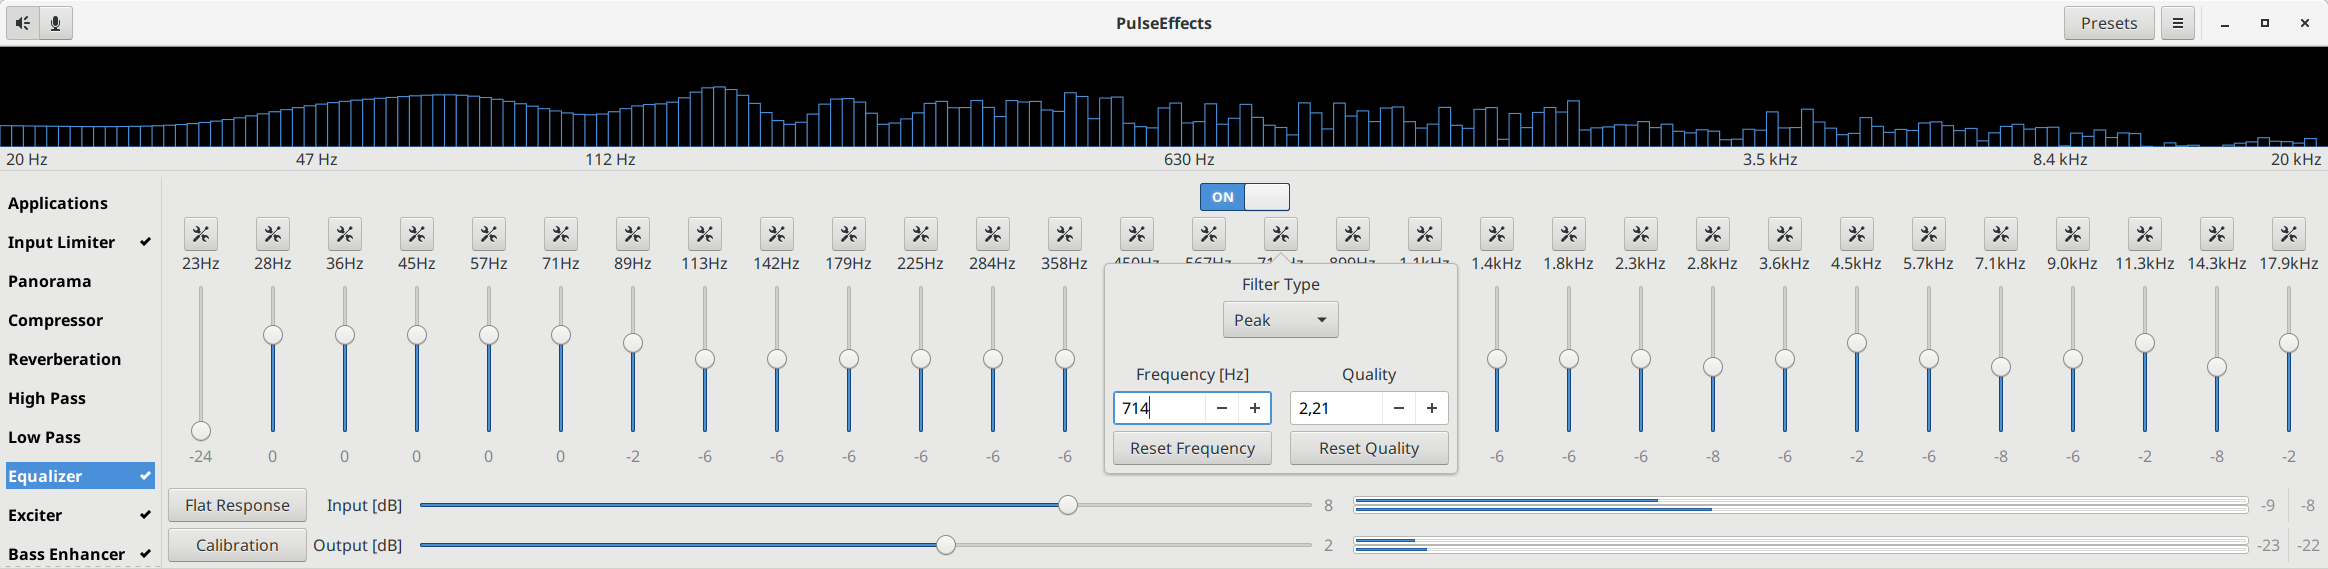 PulseEffects
Presets
20 Hz 47 Hz 112 Hz 630 Hz 3.5 kHz 8.4 kHz 20 kHz
ON
Applications
Input Limiter
Panorama
Compressor
Reverberation
High Pass
Low Pass
Equalizer
Exciter
Bass Enhancer
23Hz 28Hz 36Hz 45Hz 57Hz 71Hz 89Hz 113Hz 142Hz 179Hz 225Hz 284Hz 358Hz 450Hz 567Hz 899Hz 1.1kHz 1.4kHz 1.8kHz 2.3kHz 2.8kHz 3.6kHz 4.5kHz 5.7kHz 7.1kHz 9.0kHz 11.3kHz 14.3kHz 17.9kHz
Filter Type
Peak
Frequency [Hz] Quality
714 − + 2,21 − +
Reset Frequency Reset Quality
-24 0 0 0 0 0 -2 -6 -6 -6 -6 -6 -6 -6 -6 -6 -8 -6 -2 -6 -8 -6 -2 -8 -2
Flat Response Input [dB] 8 -9 -8
Calibration Output [dB] 2 -23 -22